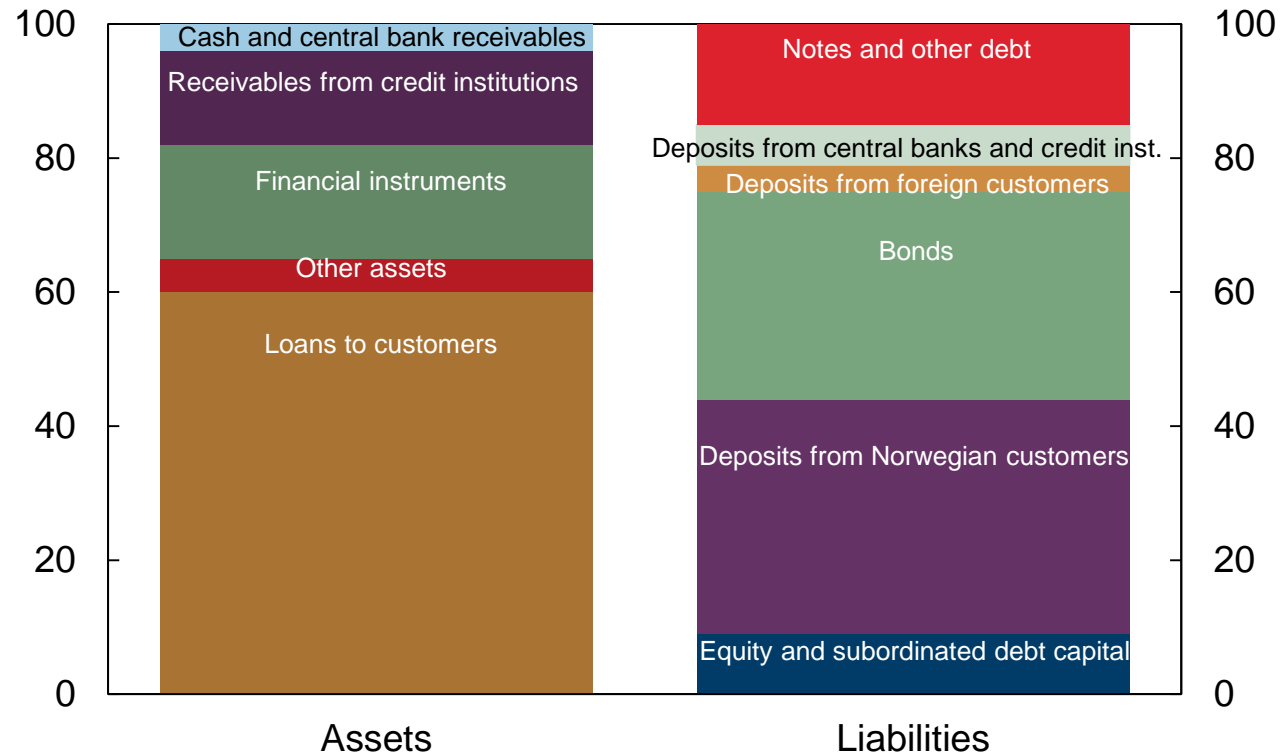 100
80
60
40
20
0
Cash and central bank receivables
Receivables from credit institutions
Financial instruments
Other assets
Loans to customers
Notes and other debt
Deposits from central banks and credit inst.
Deposits from foreign customers
Bonds
Deposits from Norwegian customers
Equity and subordinated debt capital
100
80
60
40
20
0
Assets
Liabilities